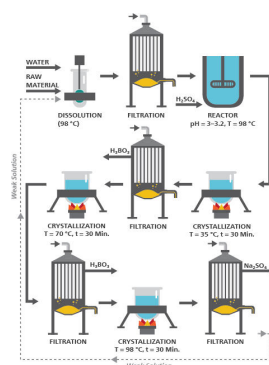 WATER
RAW
MATERIAL
DISSOLUTION
(98 °C)
FILTRATION
H₂SO₄
REACTOR
pH = 3–3.2, T = 98 °C
H₃BO₃
CRYSTALLIZATION
T = 70 °C, t = 30 Min.
FILTRATION
CRYSTALLIZATION
T = 35 °C, t = 30 Min.
Weak Solution
H₃BO₃
Na₂SO₄
FILTRATION
CRYSTALLIZATION
T = 98 °C, t = 30 Min.
FILTRATION
Weak Solution